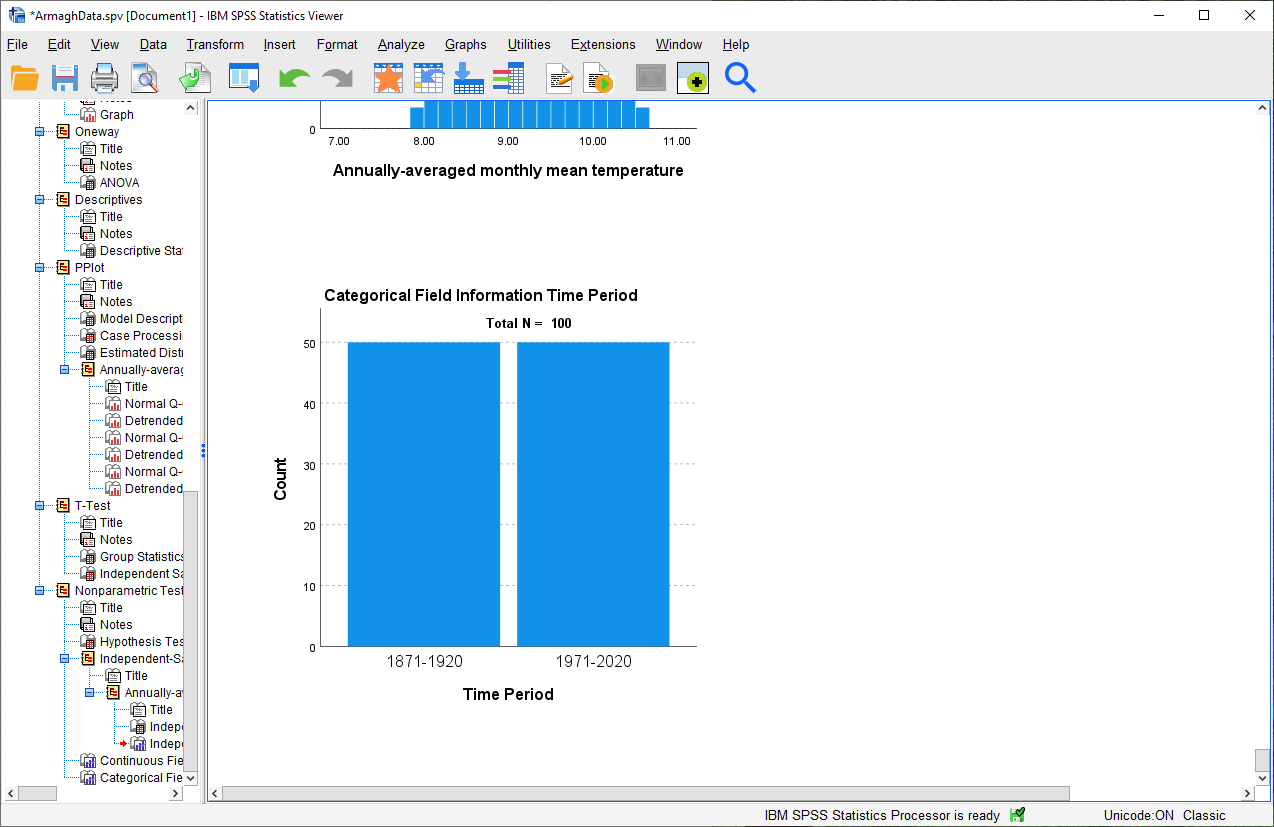 *ArmaghData.spv [Document1] - IBM SPSS Statistics Viewer
File Edit View Data Transform Insert Format Analyze Graphs Utilities Extensions Window Help
Graph
Oneway
Title
Notes
ANOVA
Descriptives
Title
Notes
Descriptive Stat
PPlot
Title
Notes
Model Descripti
Case Processi
Estimated Distr
Annually-averag
Title
Normal Q-
Detrended
Normal Q-
Detrended
Normal Q-
Detrended
T-Test
Title
Notes
Group Statistics
Independent Sa
Nonparametric Test
Title
Notes
Hypothesis Tes
Independent-Sa
Title
Annually-av
Title
Indepe
Indepe
Continuous Fie
Categorical Fie
0
7.00 8.00 9.00 10.00 11.00
Annually-averaged monthly mean temperature
Categorical Field Information Time Period
Total N = 100
50
40
30
20
10
0
Count
1871-1920 1971-2020
Time Period
IBM SPSS Statistics Processor is ready Unicode:ON Classic